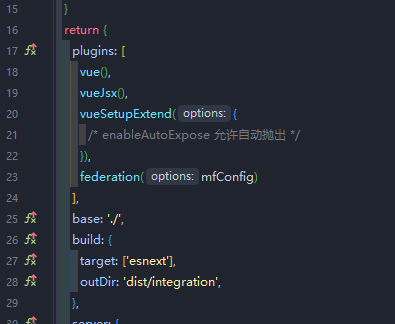 15 }
16 return {
17 plugins: [
18 vue(),
19 vueJsx(),
20 vueSetupExtend( options: {
21 /* enableAutoExpose 允许自动抛出 */
22 }),
23 federation( options: mfConfig)
24 ],
25 base: './',
26 build: {
27 target: ['esnext'],
28 outDir: 'dist/integration',
29 },
30 server: {